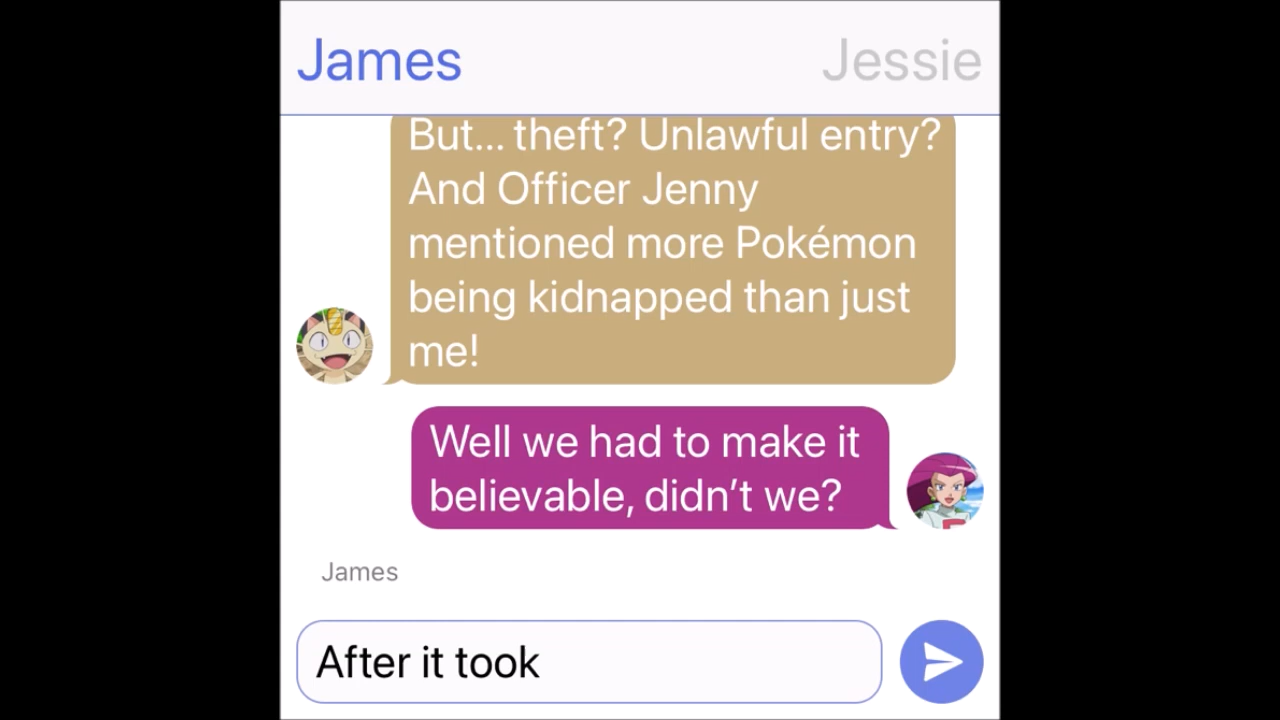 James
Jessie
But... theft? Unlawful entry?
And Officer Jenny
mentioned more Pokémon
being kidnapped than just
me!
Well we had to make it
believable, didn’t we?
James
After it took